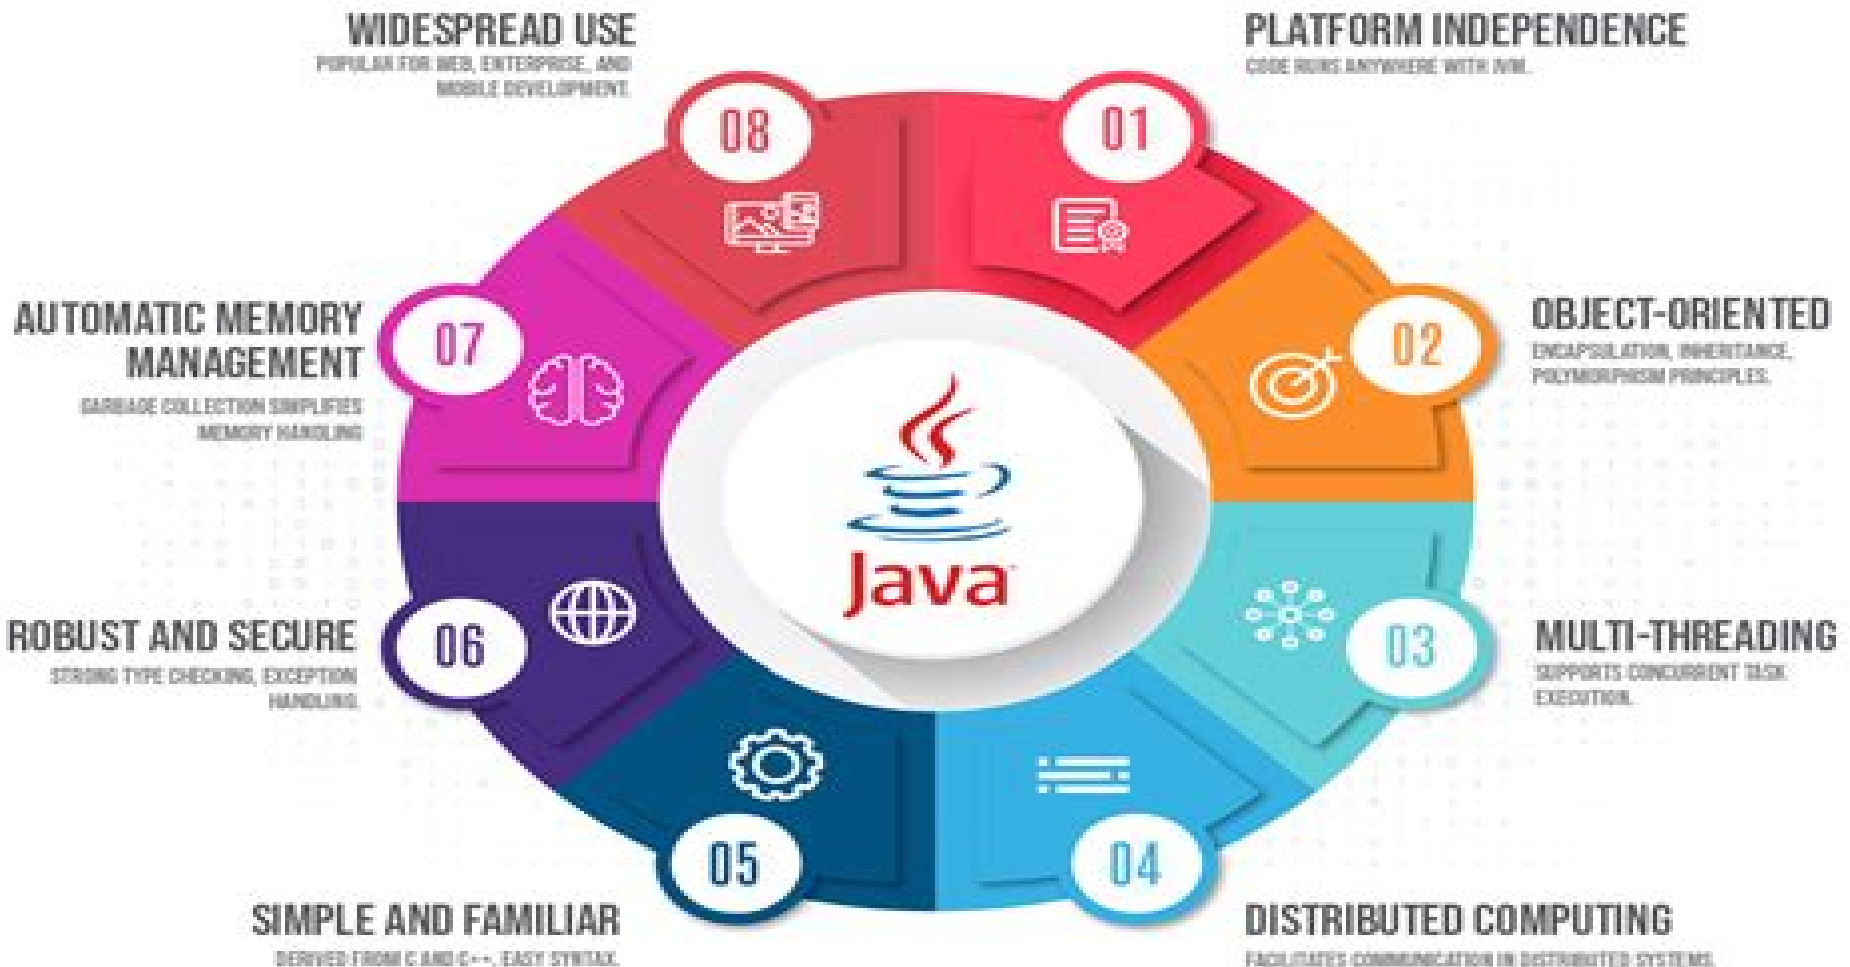 WIDESPREAD USE
POPULAR FOR WEB, ENTERPRISE, AND
MOBILE DEVELOPMENT.
08
PLATFORM INDEPENDENCE
CODE RUNS ANYWHERE WITH JVM.
01
OBJECT-ORIENTED
ENCAPSULATION, INHERITANCE,
POLYMORPHISM PRINCIPLES.
02
MULTI-THREADING
SUPPORTS CONCURRENT TASK
EXECUTION.
03
DISTRIBUTED COMPUTING
FACILITATES COMMUNICATION IN DISTRIBUTED SYSTEMS.
04
SIMPLE AND FAMILIAR
DERIVED FROM C AND C++, EASY SYNTAX.
05
ROBUST AND SECURE
STRONG TYPE CHECKING, EXCEPTION
HANDLING.
06
AUTOMATIC MEMORY
MANAGEMENT
GARBAGE COLLECTION SIMPLIFIES
MEMORY HANDLING
07
Java